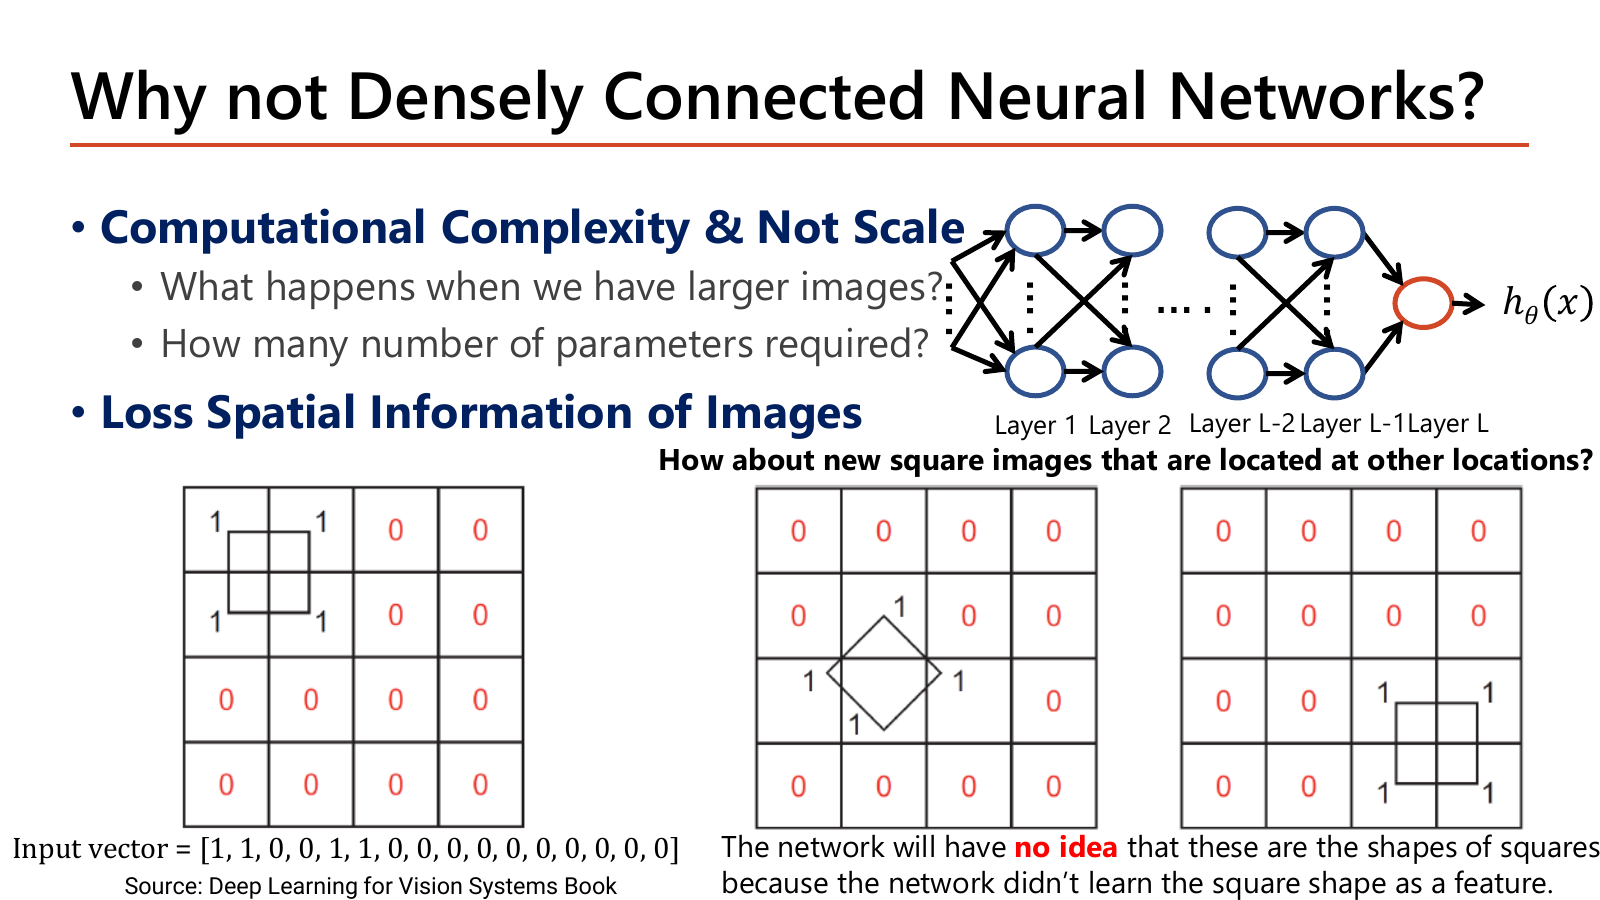 Why not Densely Connected Neural Networks?
• Computational Complexity & Not Scale
• What happens when we have larger images?
• How many number of parameters required?
• Loss Spatial Information of Images
hθ(x)
Layer 1 Layer 2 Layer L-2 Layer L-1 Layer L
How about new square images that are located at other locations?
1 1 0 0
1 1 0 0
0 0 0 0
0 0 0 0
Input vector = [1, 1, 0, 0, 1, 1, 0, 0, 0, 0, 0, 0, 0, 0, 0, 0]
Source: Deep Learning for Vision Systems Book
0 0 0 0
0 1 0 0
1 1 0
1
0 0 0 0
0 0 0 0
0 0 0 0
0 0 1 1
0 0 1 1
The network will have no idea that these are the shapes of squares
because the network didn't learn the square shape as a feature.